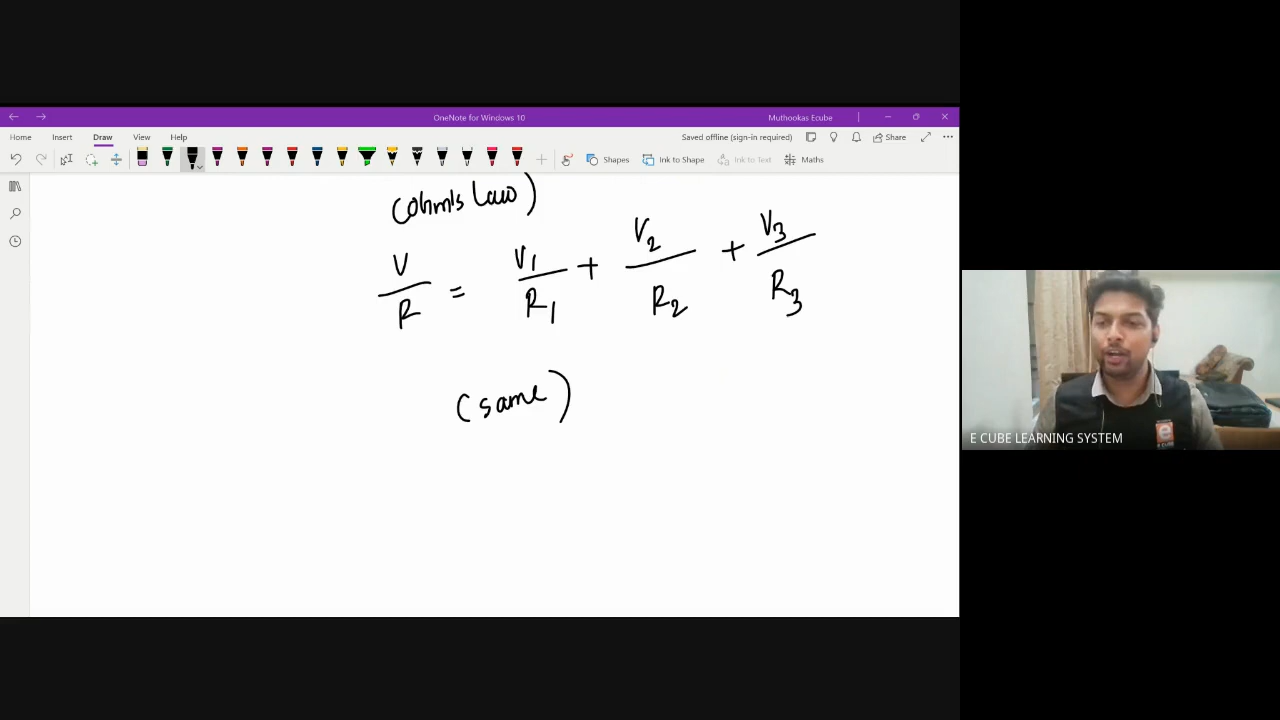 OneNote for Windows 10
Muthookas Ecube
Home Insert Draw View Help
Saved offline (sign-in required) Share
Shapes Ink to Shape Ink to Text Maths
(ohm's law)
V/R = V1/R1 + V2/R2 + V3/R3
(same)
E CUBE LEARNING SYSTEM